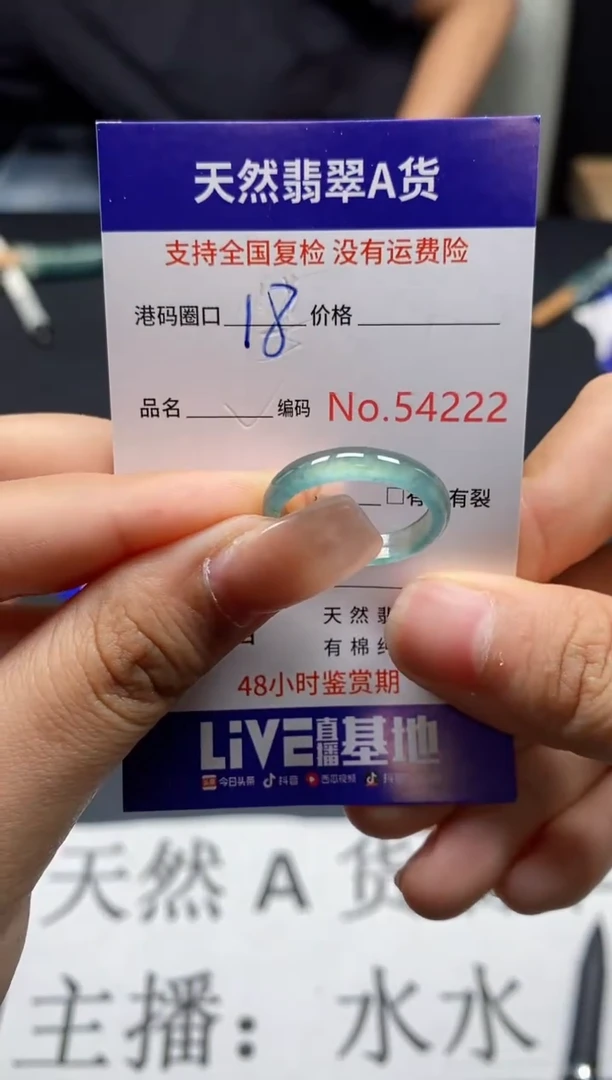 天然翡翠A货
支持全国复检 没有运费险
港码圈口 18 价格
品名 编码 No.54222
□有 有裂
天然
有棉
48小时鉴赏期
LiVE直播基地
今日头条 抖音 西瓜视频
天然A货
主播：水水